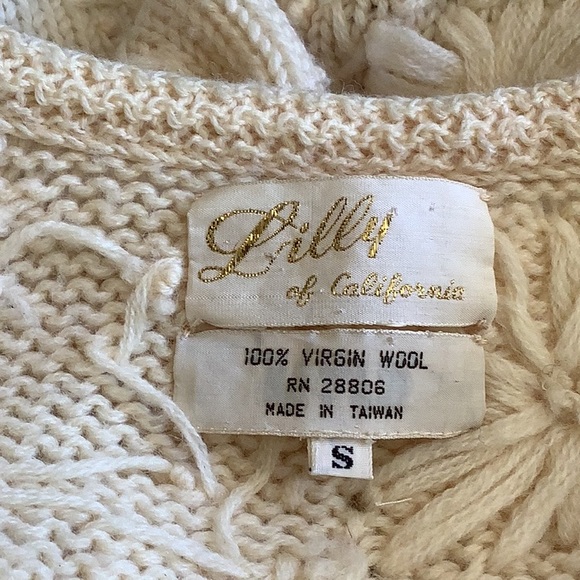 Lilly
of California
100% VIRGIN WOOL
RN 28806
MADE IN TAIWAN
S